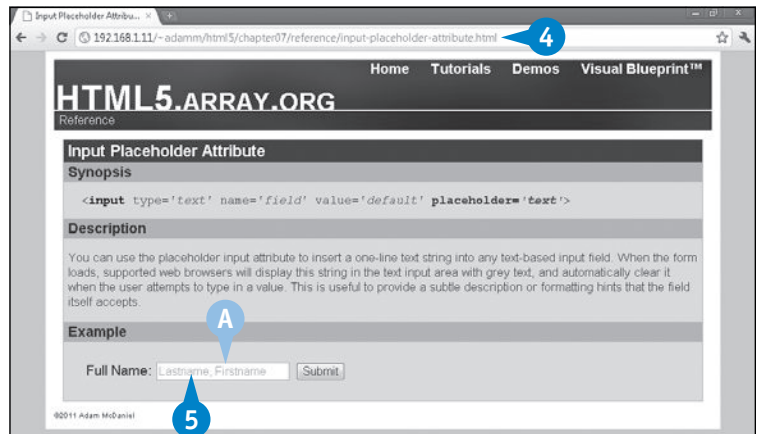 Input Placeholder Attribu...
192.168.1.11/~adamm/html5/chapter07/reference/input-placeholder-attribute.html
4
Home Tutorials Demos Visual Blueprint™
HTML5.ARRAY.ORG
Reference
Input Placeholder Attribute
Synopsis
<input type='text' name='field' value='default' placeholder='text'>
Description
You can use the placeholder input attribute to insert a one-line text string into any text-based input field. When the form
loads, supported web browsers will display this string in the text input area with grey text, and automatically clear it
when the user attempts to type in a value. This is useful to provide a subtle description or formatting hints that the field
itself accepts.
A
Example
Full Name: Lastname, Firstname Submit
5
©2011 Adam McDaniel